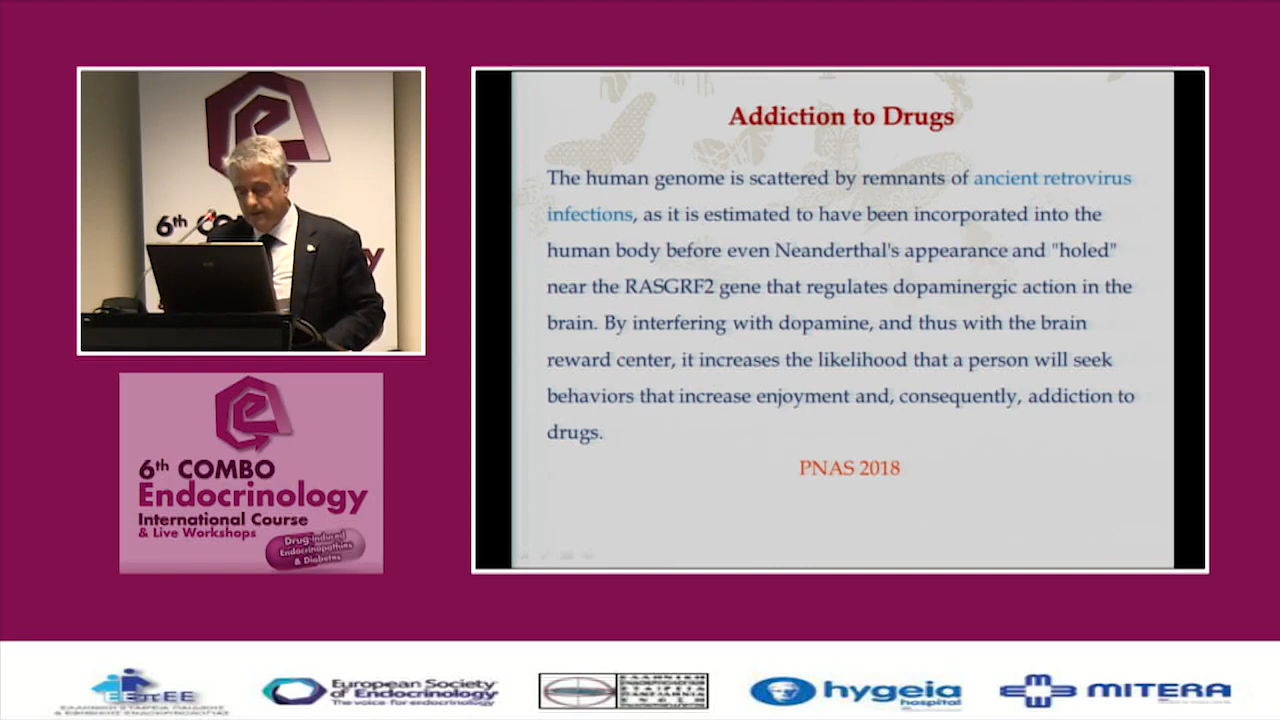 6th CO
Addiction to Drugs
The human genome is scattered by remnants of ancient retrovirus
infections, as it is estimated to have been incorporated into the
human body before even Neanderthal's appearance and "holed"
near the RASGRF2 gene that regulates dopaminergic action in the
brain. By interfering with dopamine, and thus with the brain
reward center, it increases the likelihood that a person will seek
behaviors that increase enjoyment and, consequently, addiction to
drugs.
PNAS 2018
6th COMBO
Endocrinology
International Course
& Live Workshops
Drug-induced
Endocrinopathies
& Diabetes
European Society
of Endocrinology
The voice for endocrinology
hygeia
hospital
MITERA